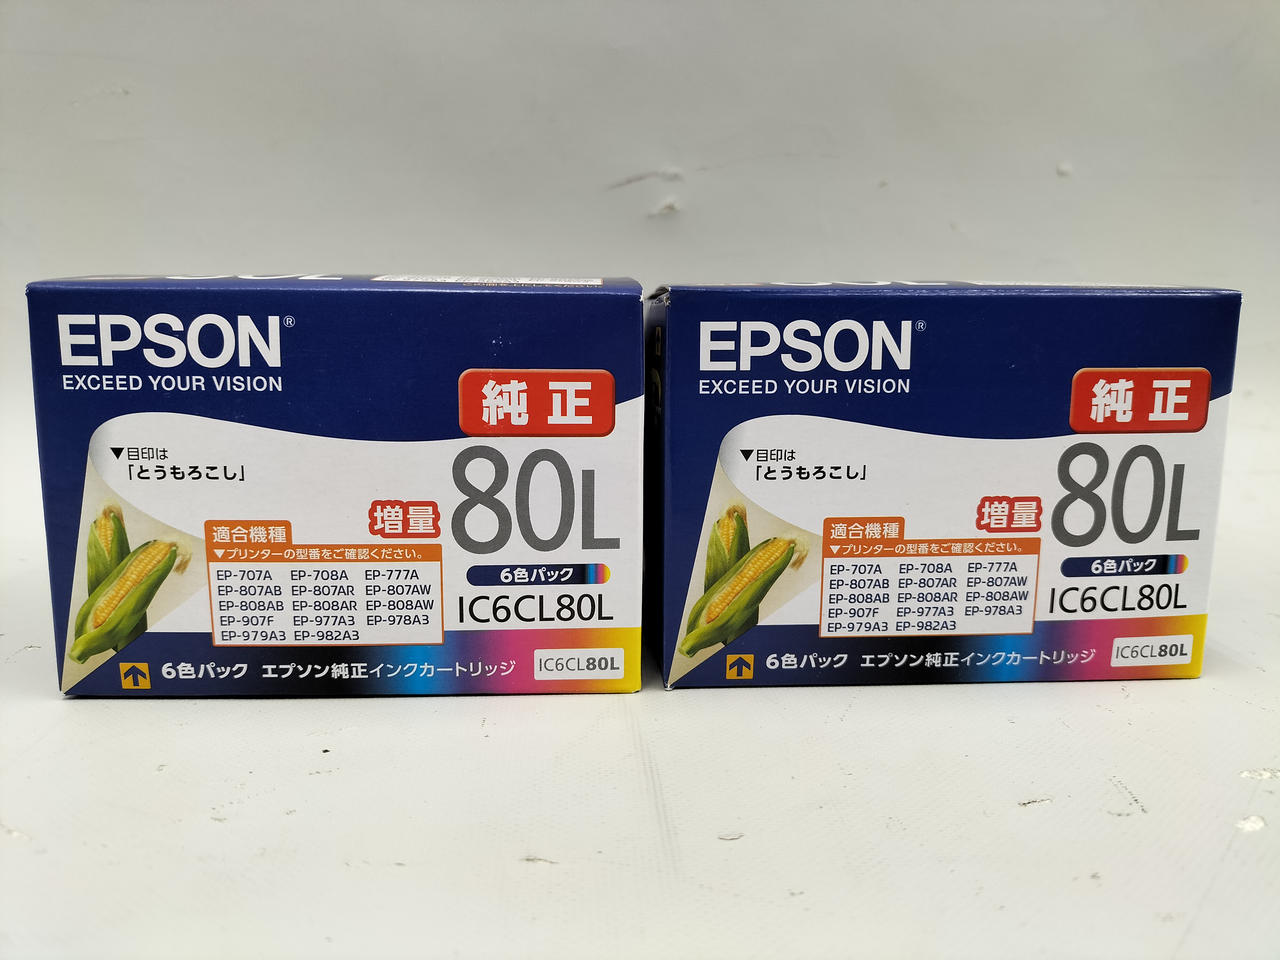 EPSON®
EXCEED YOUR VISION
純正
▼目印は
「とうもろこし」
80L
増量
適合機種
▼プリンターの型番をご確認ください。
EP-707A EP-708A EP-777A
EP-807AB EP-807AR EP-807AW
EP-808AB EP-808AR EP-808AW
EP-907F EP-977A3 EP-978A3
EP-979A3 EP-982A3
6色パック
IC6CL80L
6色パック エプソン純正インクカートリッジ IC6CL80L
EPSON®
EXCEED YOUR VISION
純正
▼目印は
「とうもろこし」
80L
増量
適合機種
▼プリンターの型番をご確認ください。
EP-707A EP-708A EP-777A
EP-807AB EP-807AR EP-807AW
EP-808AB EP-808AR EP-808AW
EP-907F EP-977A3 EP-978A3
EP-979A3 EP-982A3
6色パック
IC6CL80L
6色パック エプソン純正インクカートリッジ IC6CL80L